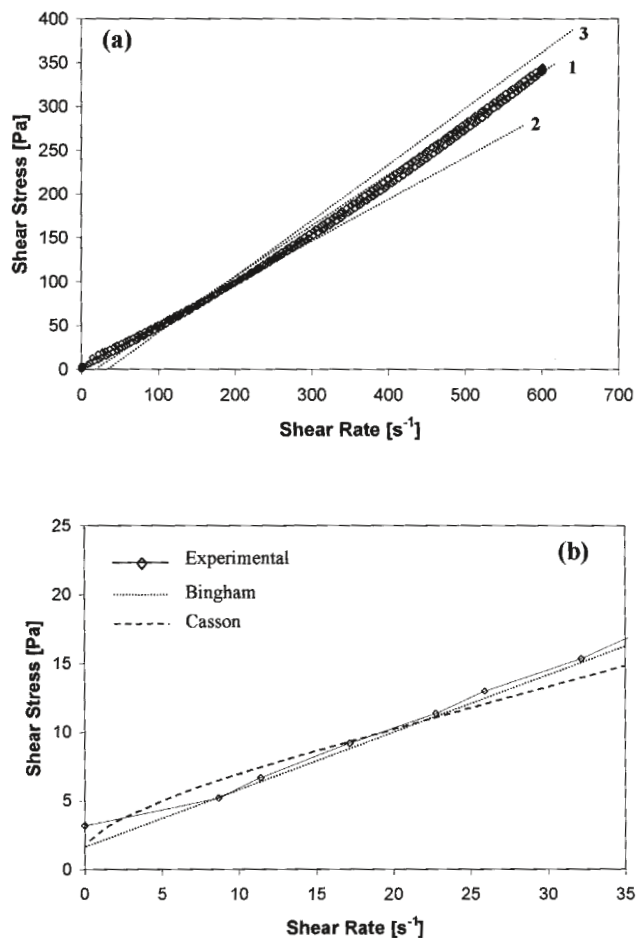 (a)
Shear Stress [Pa]
400
350
300
250
200
150
100
50
0
3
1
2
0 100 200 300 400 500 600 700
Shear Rate [s⁻¹]
(b)
Shear Stress [Pa]
25
20
15
10
5
0
Experimental
Bingham
Casson
0 5 10 15 20 25 30 35
Shear Rate [s⁻¹]